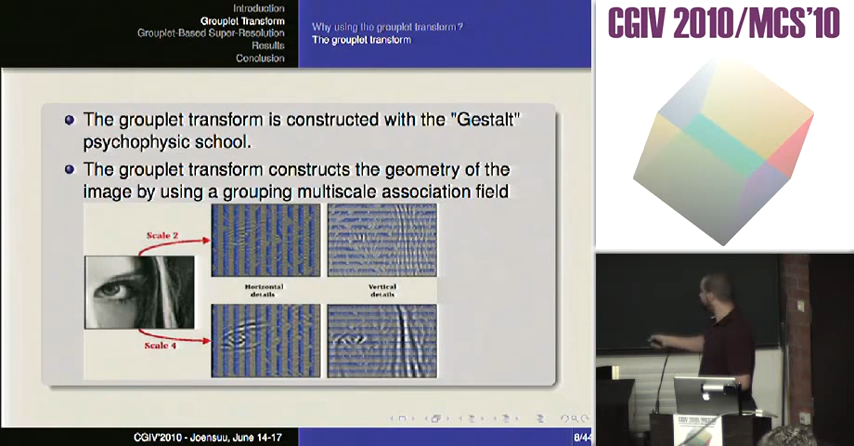 Introduction
Grouplet Transform
Grouplet-Based Super-Resolution
Results
Conclusion
Why using the grouplet transform?
The grouplet transform
CGIV 2010/MCS'10
The grouplet transform is constructed with the "Gestalt"
psychophysic school.
The grouplet transform constructs the geometry of the
image by using a grouping multiscale association field
Scale 2
Horizontal
details
Vertical
details
Scale 4
CGIV'2010 - Joensuu, June 14-17
8/44